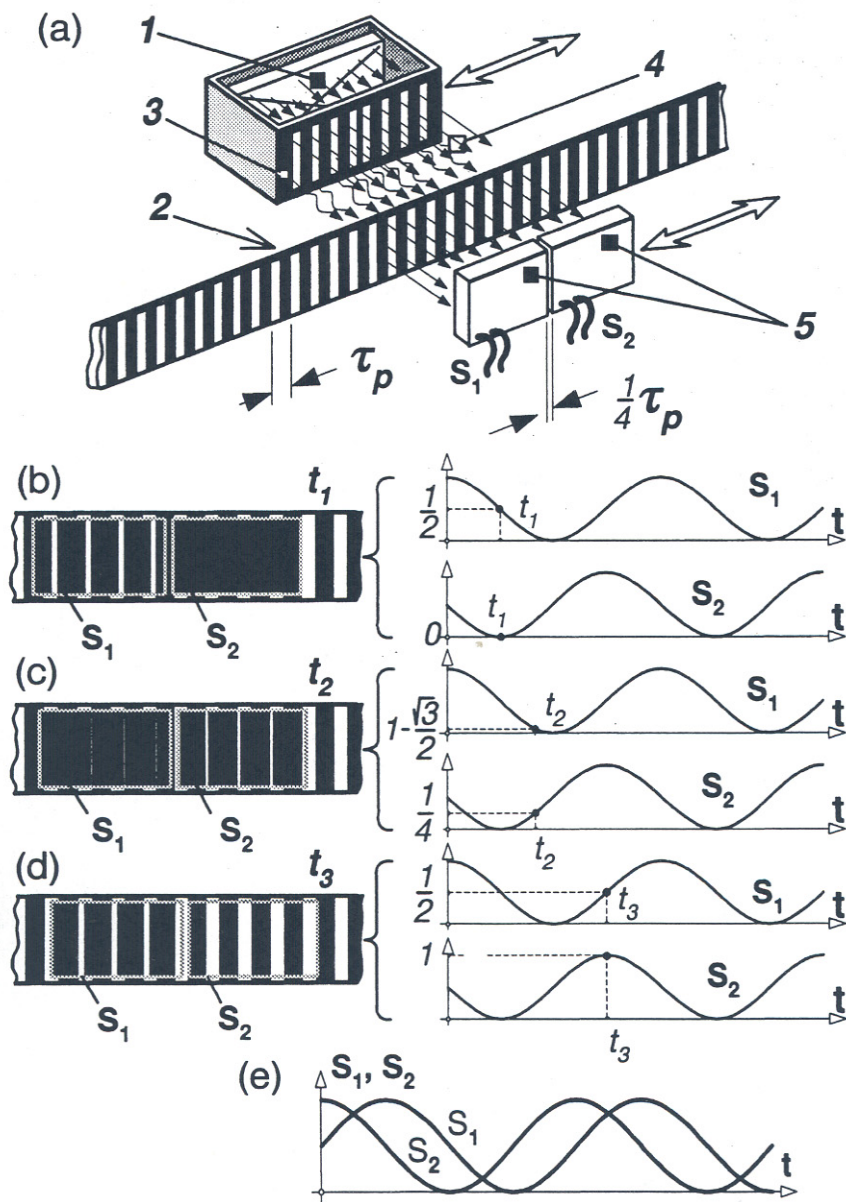 (a)
1
4
3
2
5
S1
S2
τp
1/4 τp
(b)
t1
S1
S2
1/2
t1
S1
t
0
t1
S2
t
(c)
t2
S1
S2
1-√3/2
t2
S1
t
1/4
t2
S2
t
(d)
t3
S1
S2
1/2
t3
S1
t
1
S2
t
t3
(e)
S1, S2
S1
S2
t